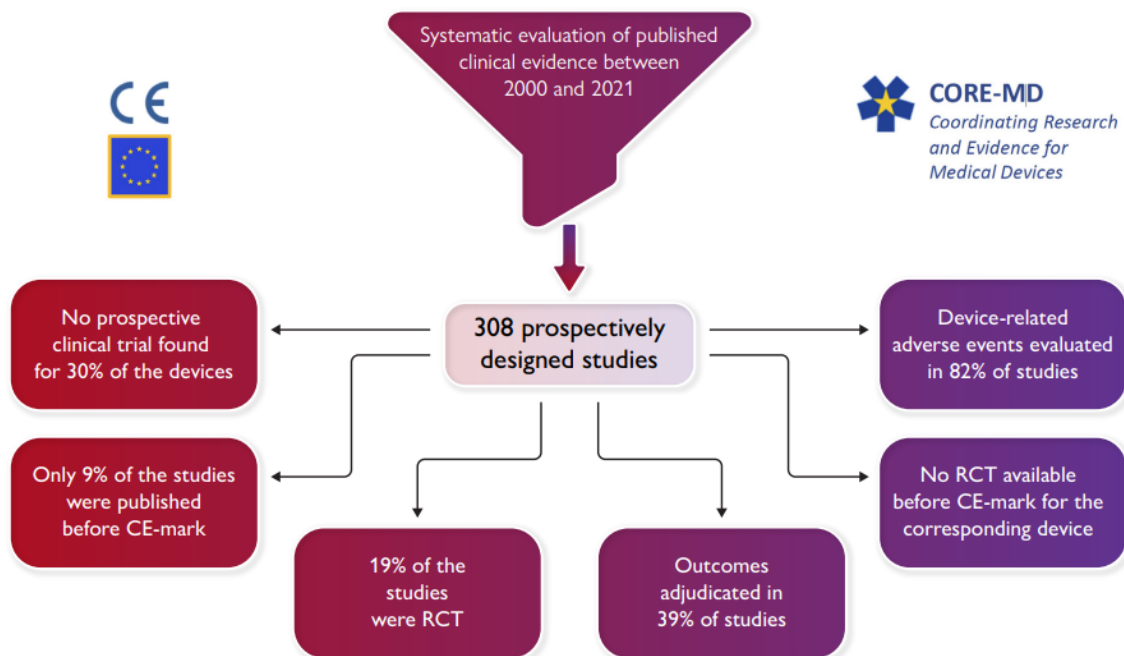 Systematic evaluation of published
clinical evidence between
2000 and 2021
CE
CORE-MD
Coordinating Research
and Evidence for
Medical Devices
No prospective
clinical trial found
for 30% of the devices
308 prospectively
designed studies
Device-related
adverse events evaluated
in 82% of studies
Only 9% of the studies
were published
before CE-mark
No RCT available
before CE-mark for the
corresponding device
19% of the
studies
were RCT
Outcomes
adjudicated in
39% of studies